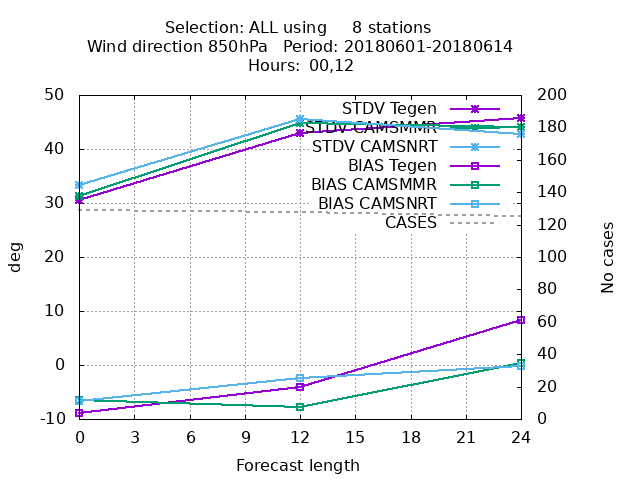 Selection: ALL using 8 stations
Wind direction 850hPa Period: 20180601-20180614
Hours: 00,12
50
40
30
20
10
0
-10
deg
STDV Tegen
STDV CAMSMMR
STDV CAMSNRT
BIAS Tegen
BIAS CAMSMMR
BIAS CAMSNRT
CASES
200
180
160
140
120
100
80
60
40
20
0
No cases
0 3 6 9 12 15 18 21 24
Forecast length